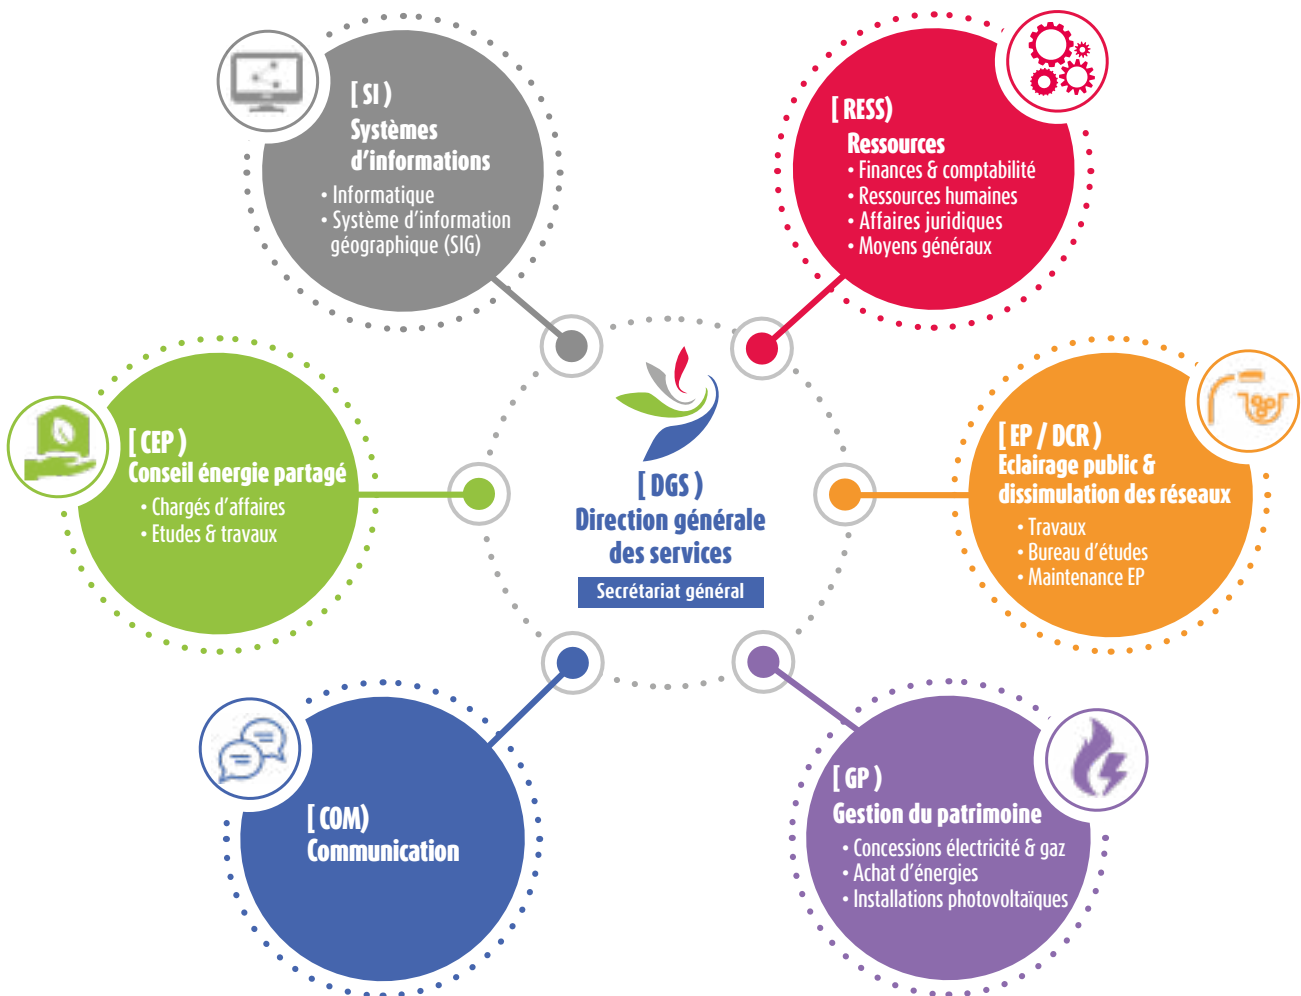 [ SI )
Systèmes
d'informations
• Informatique
• Système d'information
géographique (SIG)
[ RESS)
Ressources
• Finances & comptabilité
• Ressources humaines
• Affaires juridiques
• Moyens généraux
[ CEP )
Conseil énergie partagé
• Chargés d'affaires
• Etudes & travaux
[ DGS )
Direction générale
des services
Secrétariat général
[ EP / DCR )
Eclairage public &
dissimulation des réseaux
• Travaux
• Bureau d'études
• Maintenance EP
[ COM)
Communication
[ GP )
Gestion du patrimoine
• Concessions électricité & gaz
• Achat d'énergies
• Installations photovoltaïques